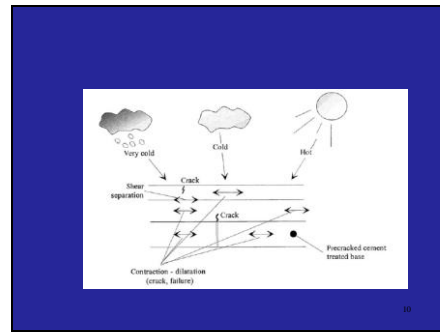 Very cold
Cold
Hot
Crack
Shear
separation
Crack
Precracked cement
treated base
Contraction - dilatation
(crack, failure)
10